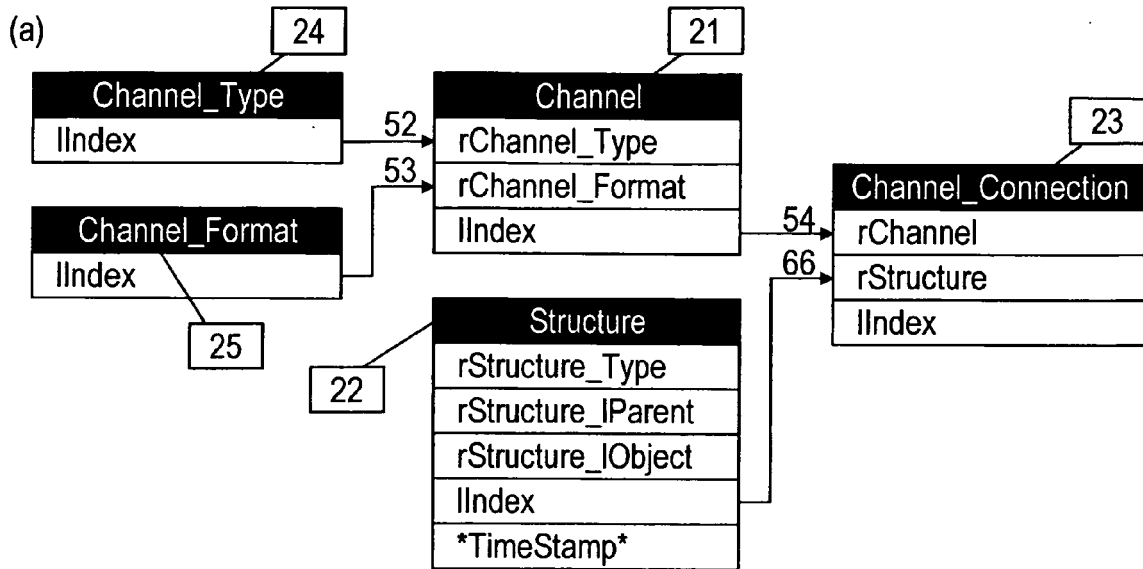 (a)
24
21
Channel_Type
lIndex
52
Channel
rChannel_Type
53
rChannel_Format
lIndex
23
Channel_Connection
54
rChannel
66
rStructure
lIndex
Channel_Format
lIndex
25
22
Structure
rStructure_Type
rStructure_lParent
rStructure_lObject
lIndex
*TimeStamp*